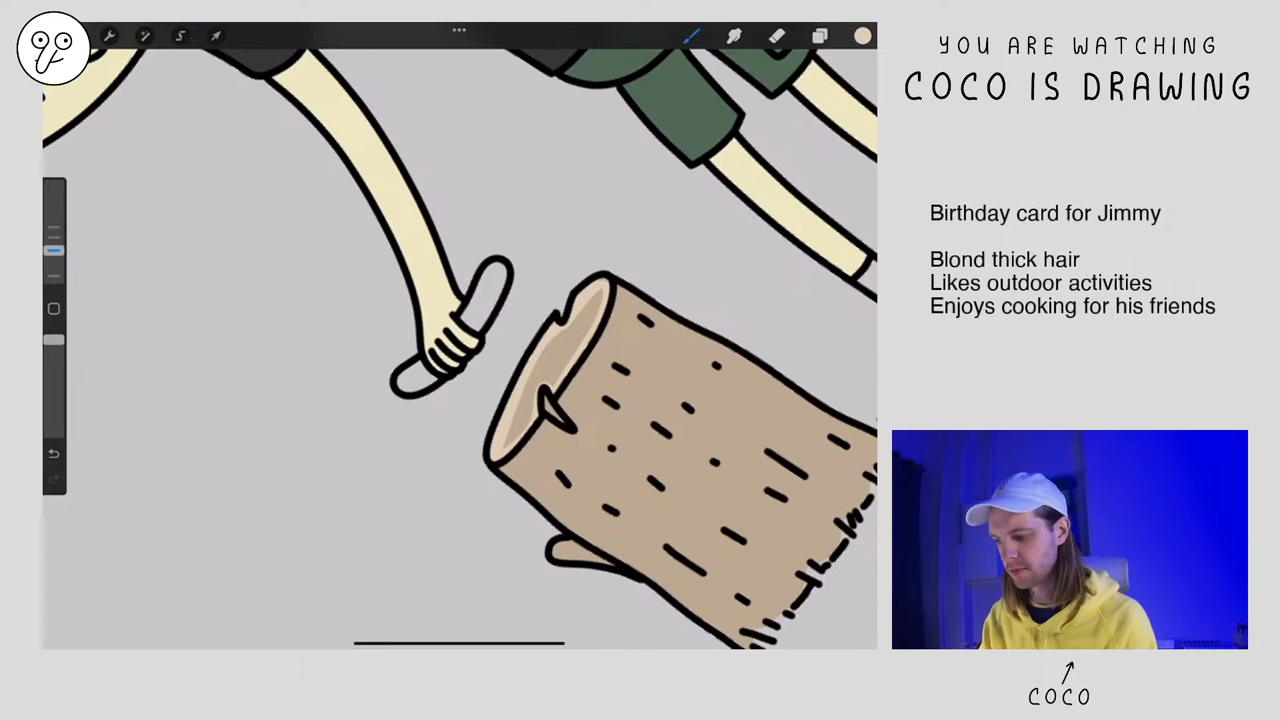 YOU ARE WATCHING
COCO IS DRAWING
Birthday card for Jimmy
Blond thick hair
Likes outdoor activities
Enjoys cooking for his friends
COCO